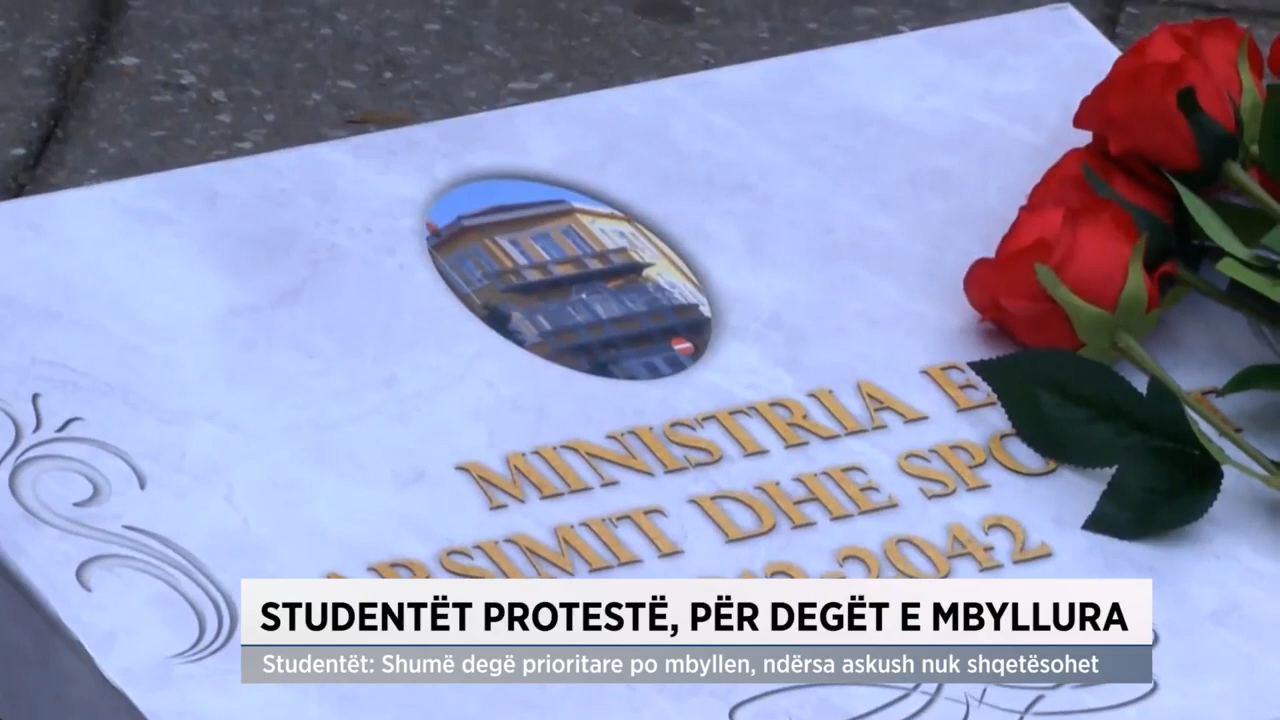 MINISTRIA E
ARSIMIT DHE
2042
STUDENTËT PROTESTË, PËR DEGËT E MBYLLURA
Studentët: Shumë degë prioritare po mbyllen, ndërsa askush nuk shqetësohet